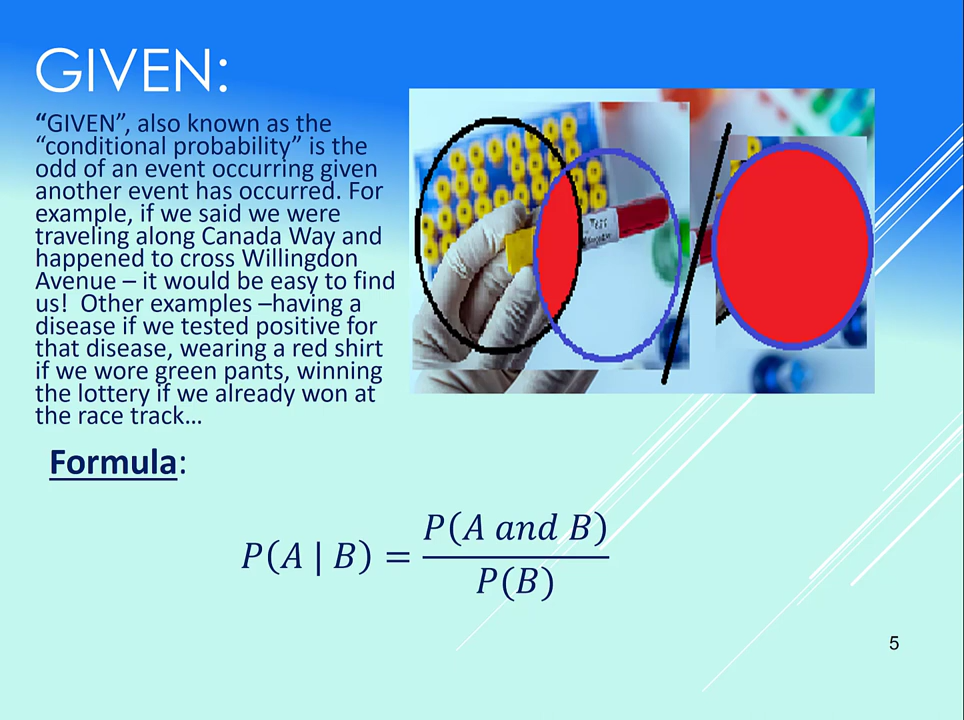 GIVEN:
“GIVEN”, also known as the
“conditional probability” is the
odd of an event occurring given
another event has occurred. For
example, if we said we were
traveling along Canada Way and
happened to cross Willingdon
Avenue – it would be easy to find
us!  Other examples –having a
disease if we tested positive for
that disease, wearing a red shirt
if we wore green pants, winning
the lottery if we already won at
the race track…
Formula:
P(A | B) = P(A and B) / P(B)
5